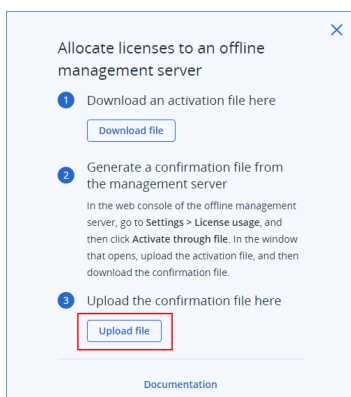 Allocate licenses to an offline
management server
1 Download an activation file here
Download file
2 Generate a confirmation file from
the management server
In the web console of the offline management
server, go to Settings > License usage, and
then click Activate through file. In the window
that opens, upload the activation file, and then
download the confirmation file.
3 Upload the confirmation file here
Upload file
Documentation